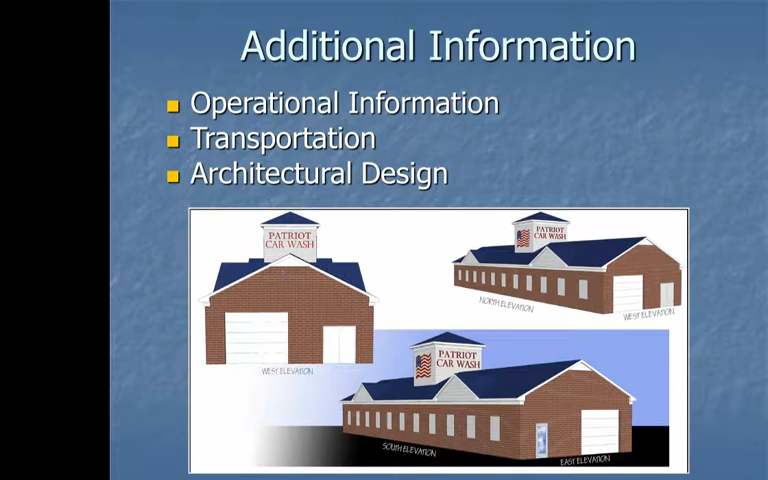 Additional Information
Operational Information
Transportation
Architectural Design
PATRIOT
CAR WASH
PATRIOT
CAR WASH
NORTH ELEVATION
WEST ELEVATION
WEST ELEVATION
PATRIOT
CAR WASH
SOUTH ELEVATION
EAST ELEVATION